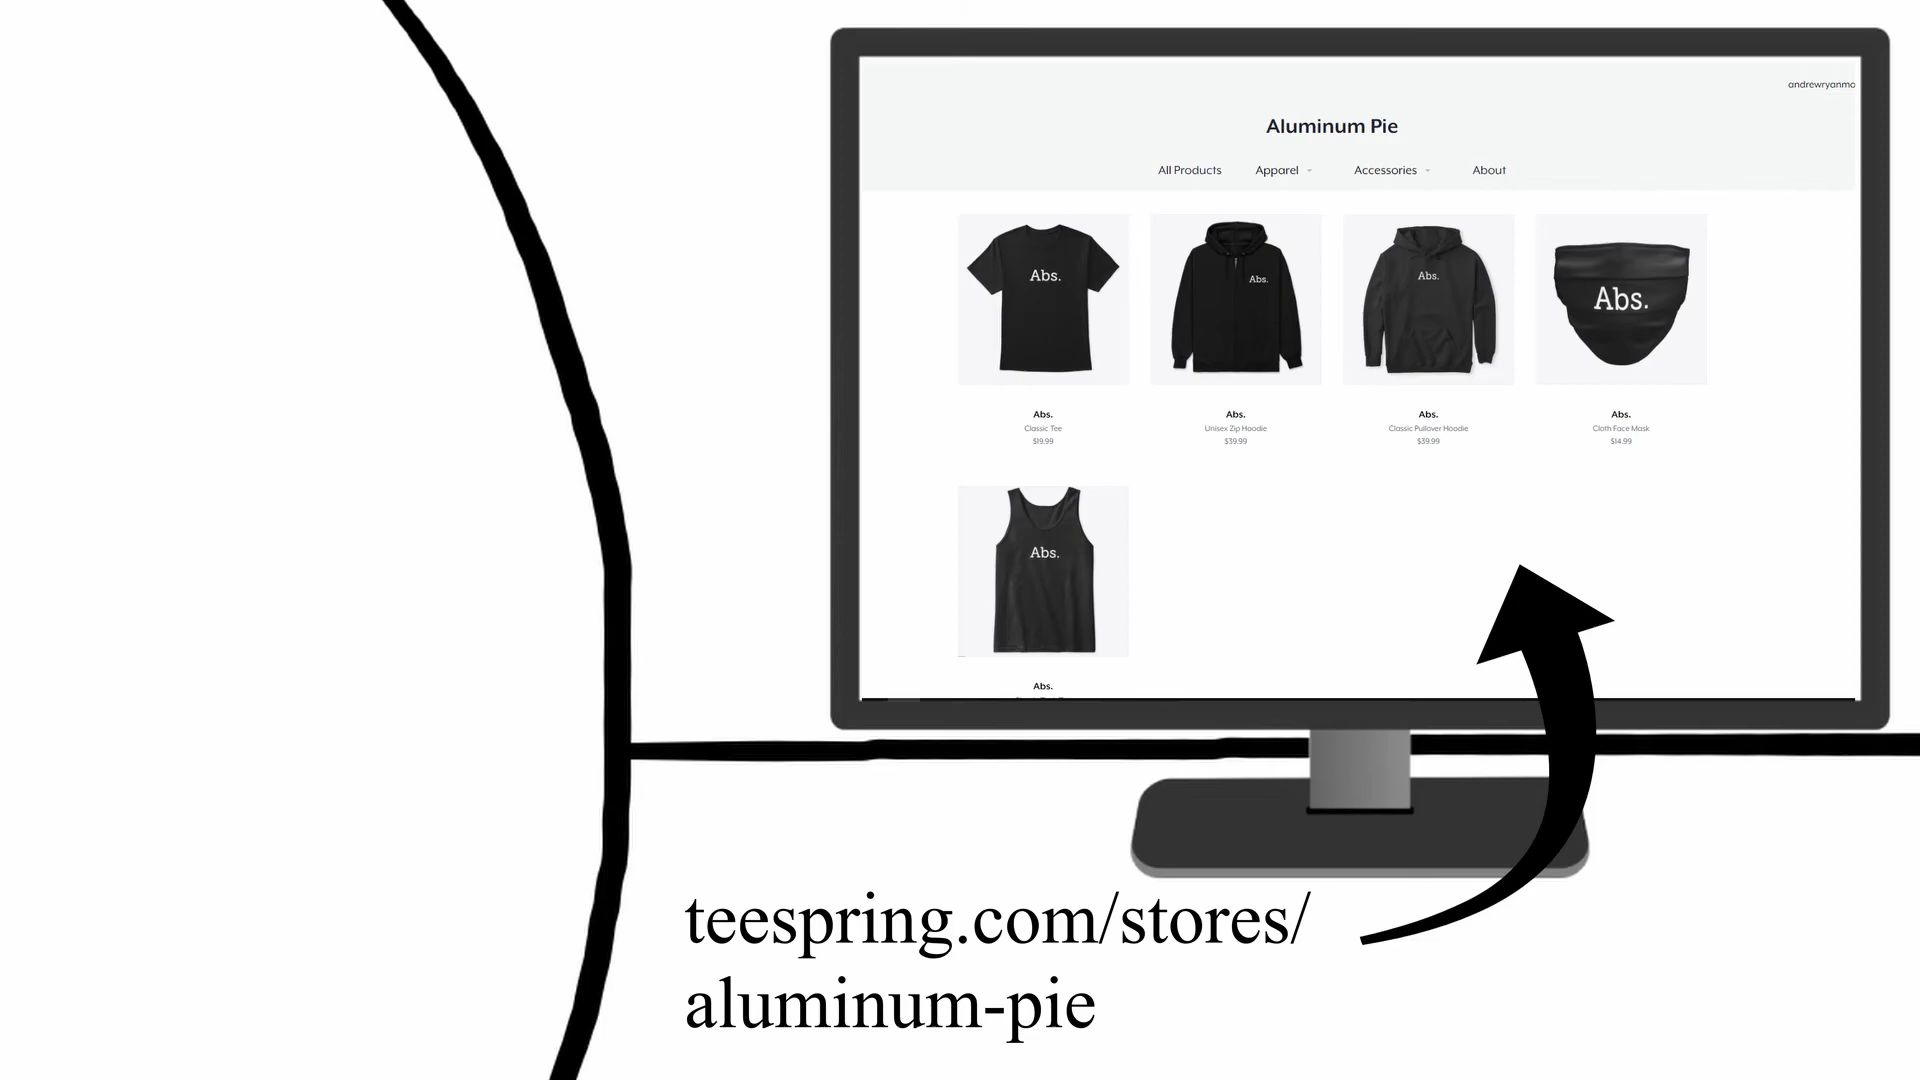 andrewryanmo
Aluminum Pie
All Products Apparel Accessories About
Abs. Abs. Abs. Abs.
Abs. Abs. Abs. Abs.
Classic Tee Unisex Zip Hoodie Classic Pullover Hoodie Cloth Face Mask
$19.99 $39.99 $39.99 $14.99
Abs.
Abs.
teespring.com/stores/
aluminum-pie